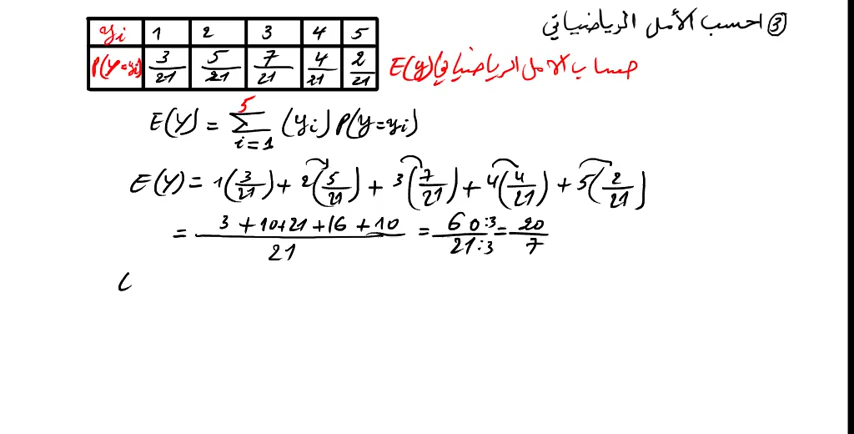 ③ احسب الأمل الرياضياتي
yi 1 2 3 4 5
P(Y=yi) 3/21 5/21 7/21 4/21 2/21
حساب الامل الرياضياتي E(y)
E(Y) = 5∑i=1 (yi) P(Y=yi)
E(Y) = 1(3/21) + 2(5/21) + 3(7/21) + 4(4/21) + 5(2/21)
= 3+10+21+16+10/21 = 60:3/21:3 = 20/7
(